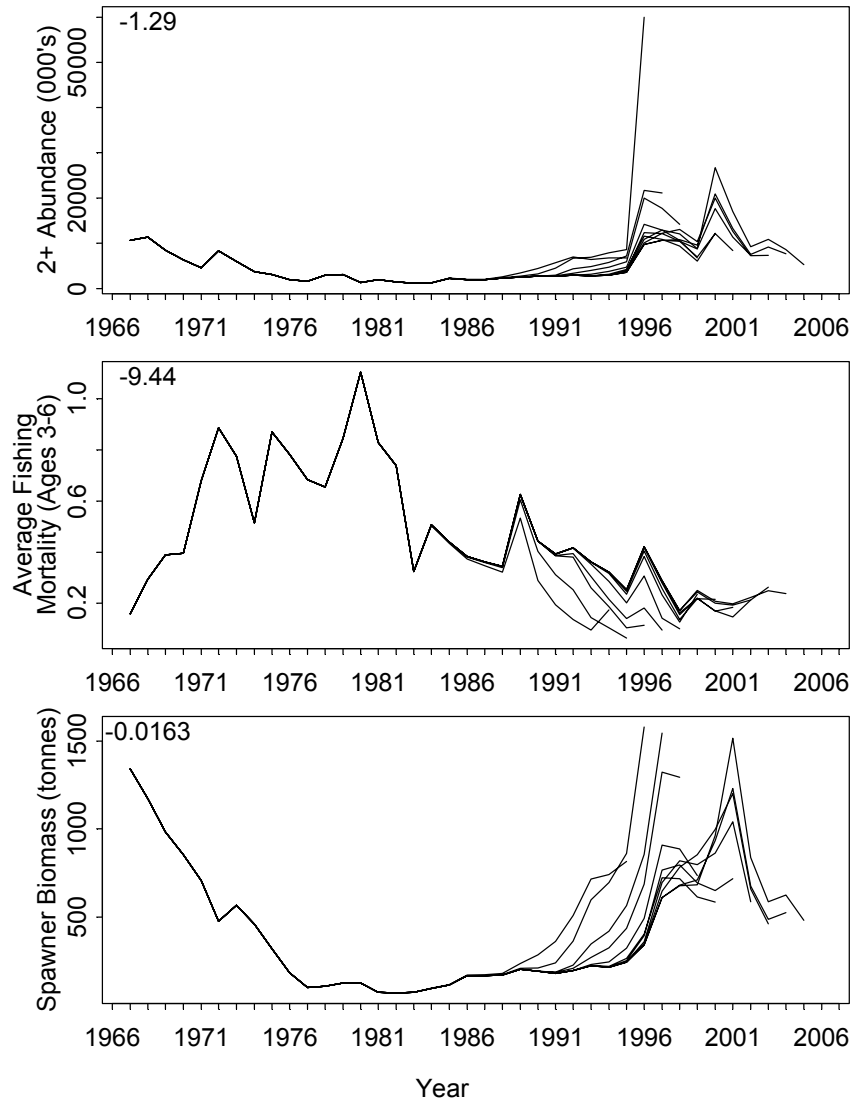 -1.29
2+ Abundance (000's)
50000
20000
0
1966 1971 1976 1981 1986 1991 1996 2001 2006
-9.44
Average Fishing
Mortality (Ages 3-6)
1.0
0.6
0.2
1966 1971 1976 1981 1986 1991 1996 2001 2006
-0.0163
Spawner Biomass (tonnes)
1500
1000
500
1966 1971 1976 1981 1986 1991 1996 2001 2006
Year